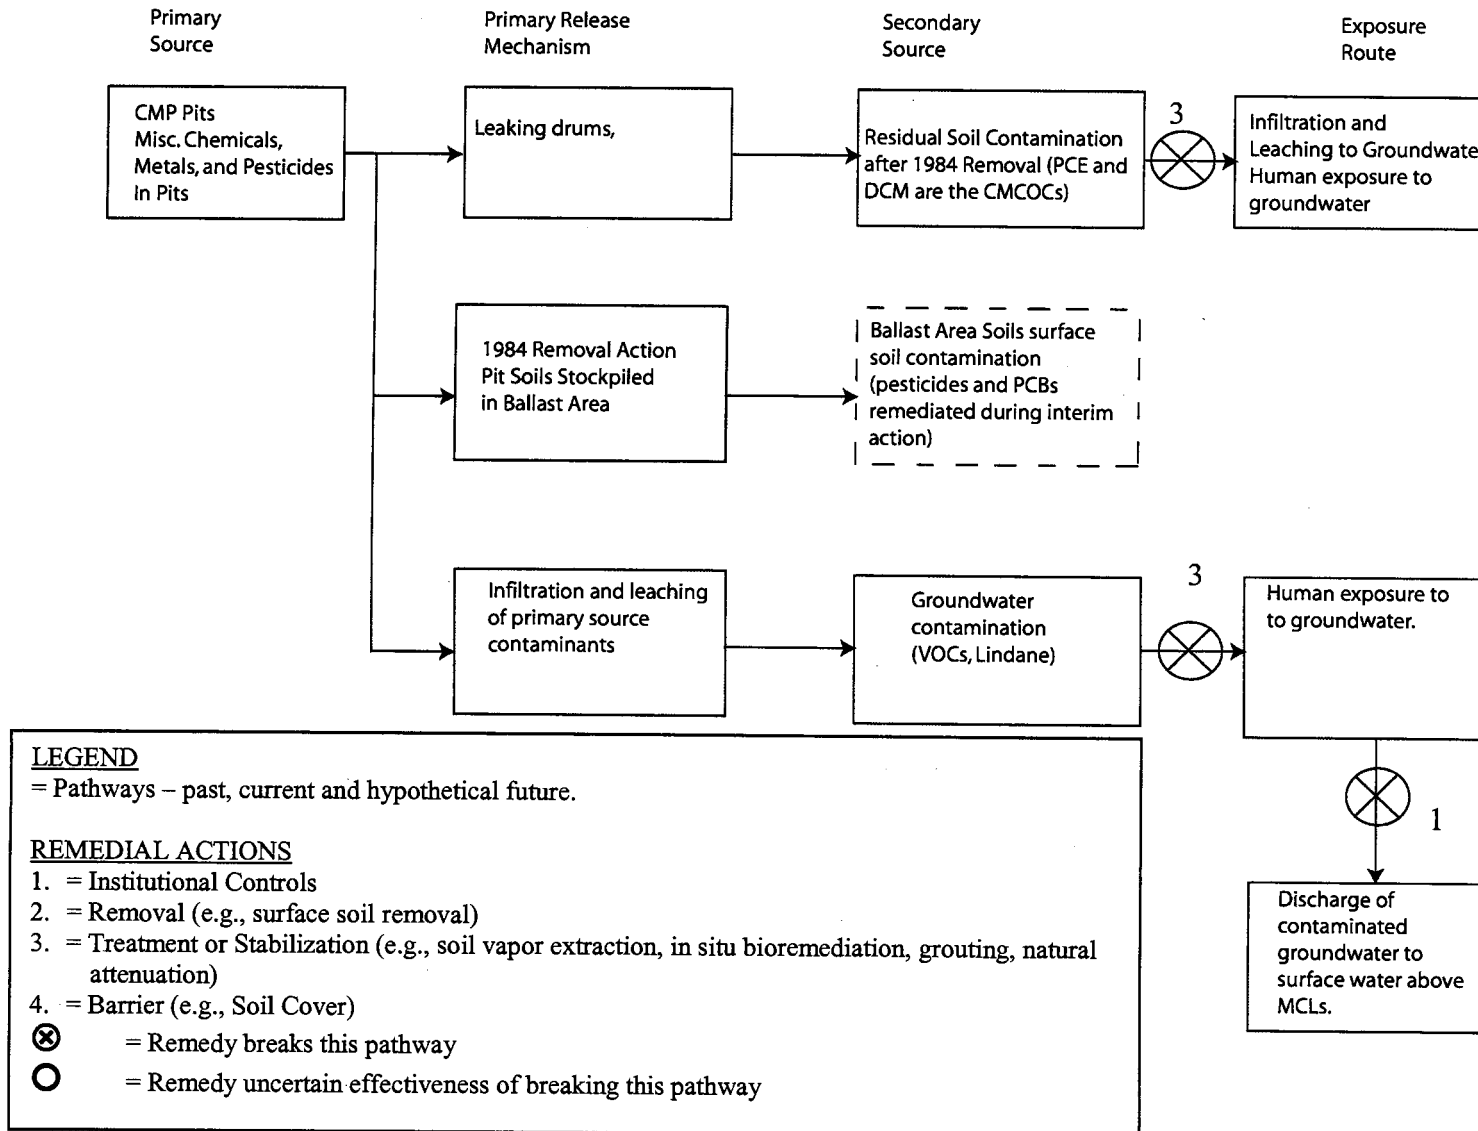 Primary
Source
Primary Release
Mechanism
Secondary
Source
Exposure
Route
CMP Pits
Misc. Chemicals,
Metals, and Pesticides
In Pits
Leaking drums,
Residual Soil Contamination
after 1984 Removal (PCE and
DCM are the CMCOCs)
3
Infiltration and
Leaching to Groundwate
Human exposure to
groundwater
1984 Removal Action
Pit Soils Stockpiled
in Ballast Area
Ballast Area Soils surface
soil contamination
(pesticides and PCBs
remediated during interim
action)
Infiltration and leaching
of primary source
contaminants
Groundwater
contamination
(VOCs, Lindane)
3
Human exposure to
to groundwater.
1
Discharge of
contaminated
groundwater to
surface water above
MCLs.
LEGEND
= Pathways – past, current and hypothetical future.
REMEDIAL ACTIONS
1. = Institutional Controls
2. = Removal (e.g., surface soil removal)
3. = Treatment or Stabilization (e.g., soil vapor extraction, in situ bioremediation, grouting, natural
attenuation)
4. = Barrier (e.g., Soil Cover)
= Remedy breaks this pathway
= Remedy uncertain effectiveness of breaking this pathway